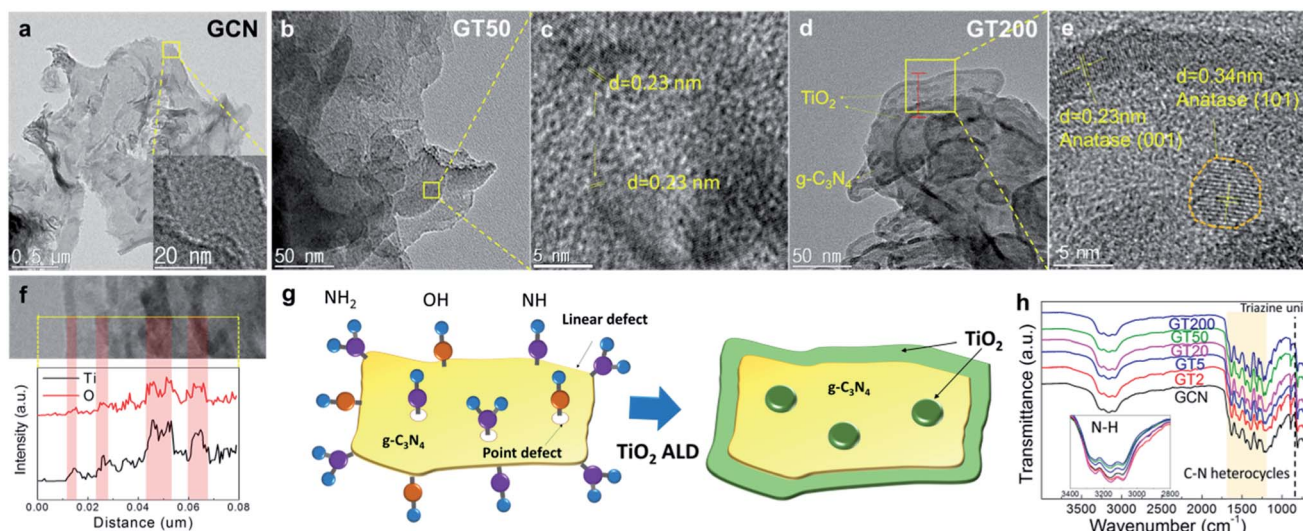 a
GCN
0.5 µm
20 nm
b
GT50
50 nm
c
d=0.23 nm
d=0.23 nm
5 nm
d
GT200
TiO2
g-C3N4
50 nm
e
d=0.34nm
Anatase (101)
d=0.23nm
Anatase (001)
5 nm
f
Ti
O
Intensity (a.u.)
0.00 0.02 0.04 0.06 0.08
Distance (um)
g
NH2
OH
NH
Linear defect
g-C3N4
Point defect
TiO2 ALD
TiO2
g-C3N4
h
Triazine uni
GT200
GT50
GT20
GT5
GT2
GCN
N-H
3400 3200 3000 2800
C-N heterocycles
Transmittance (a.u.)
3500 3000 2500 2000 1500 1000
Wavenumber (cm-1)